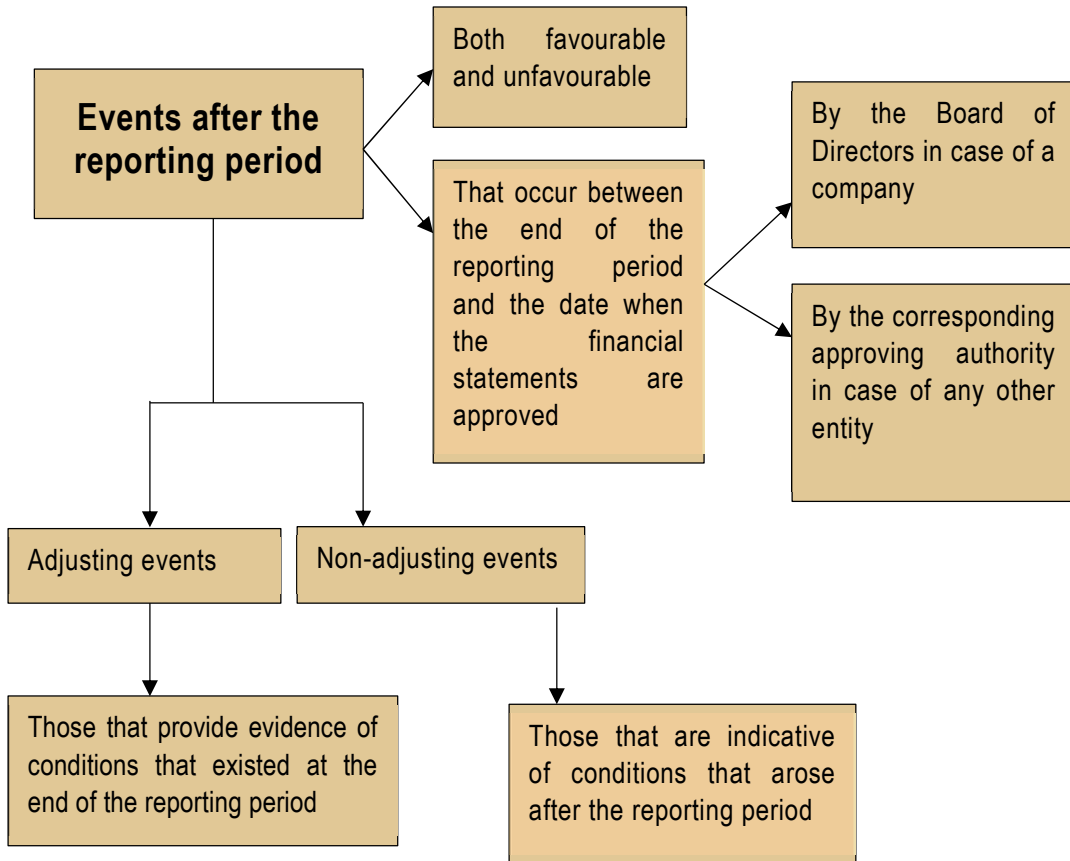 Events after the
reporting period
Both favourable
and unfavourable
That occur between
the end of the
reporting period
and the date when
the financial
statements are
approved
By the Board of
Directors in case of a
company
By the corresponding
approving authority
in case of any other
entity
Adjusting events
Non-adjusting events
Those that provide evidence of
conditions that existed at the
end of the reporting period
Those that are indicative
of conditions that arose
after the reporting period